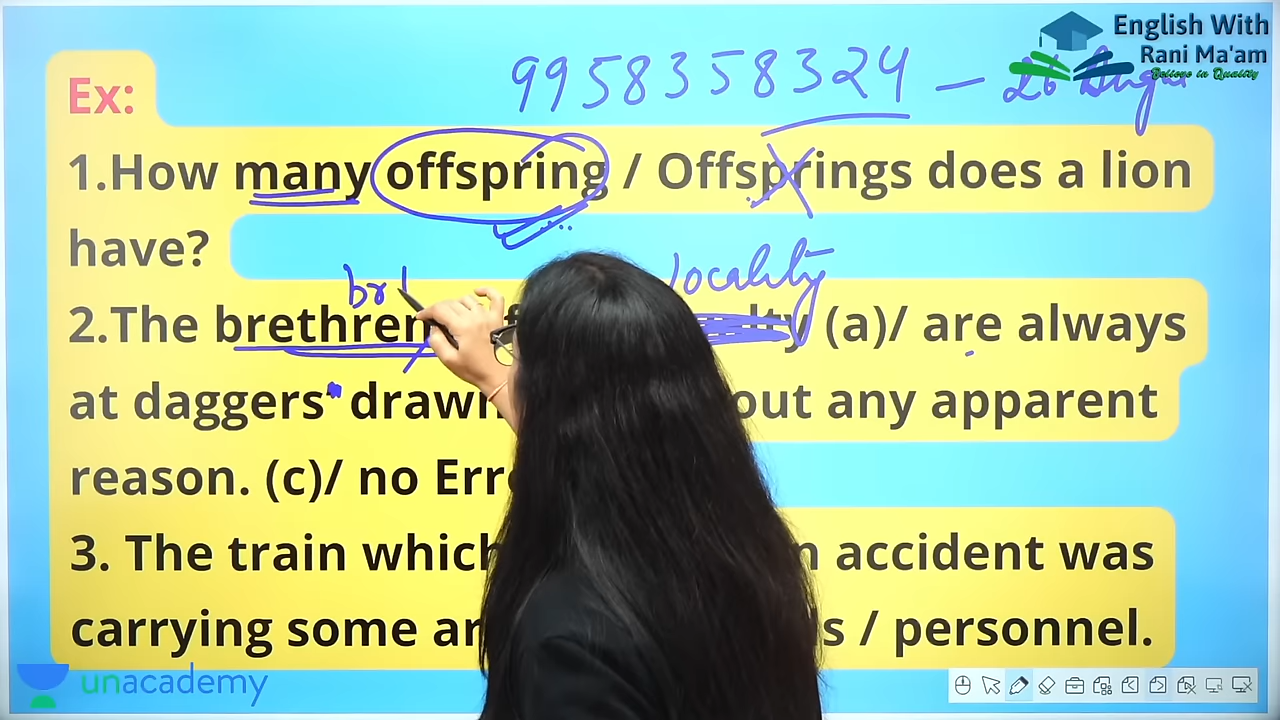 English With
Rani Ma'am
Believe in Quality
9958358324 —
Ex:
1.How many offspring / Offsprings does a lion
have?
locality
br
2.The brethren (a)/ are always
at daggers drawn out any apparent
reason. (c)/ no Erro
3. The train which n accident was
carrying some ar s / personnel.
unacademy